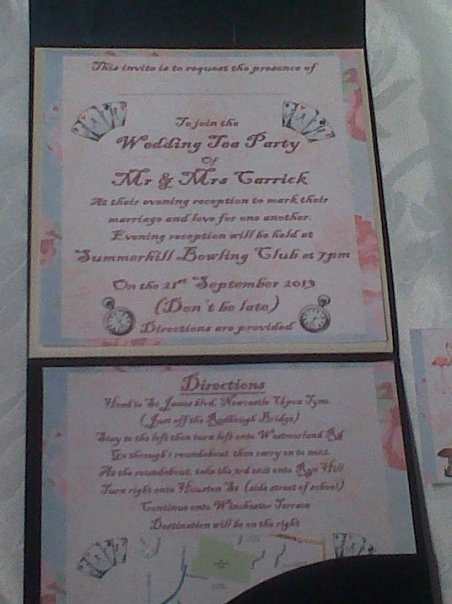 This invite is to request the presence of
To join the
Wedding Tea Party
Of
Mr & Mrs Carrick
At their evening reception to mark their
marriage and love for one another.
Evening reception will be held at
Summerhill Bowling Club at 7pm
On the 21st September 2013
(Don't be late)
Directions are provided
Directions
Head to St James blvd, Newcastle Upon Tyne.
(Just off the Redheugh Bridge)
Stay to the left then turn left onto Westmorland Rd
Go through 1 roundabout then carry on to next.
At the roundabout, take the 3rd exit onto Rye Hill
Turn right onto Houston St (side street of school)
Continue onto Winchester Terrace
Destination will be on the right